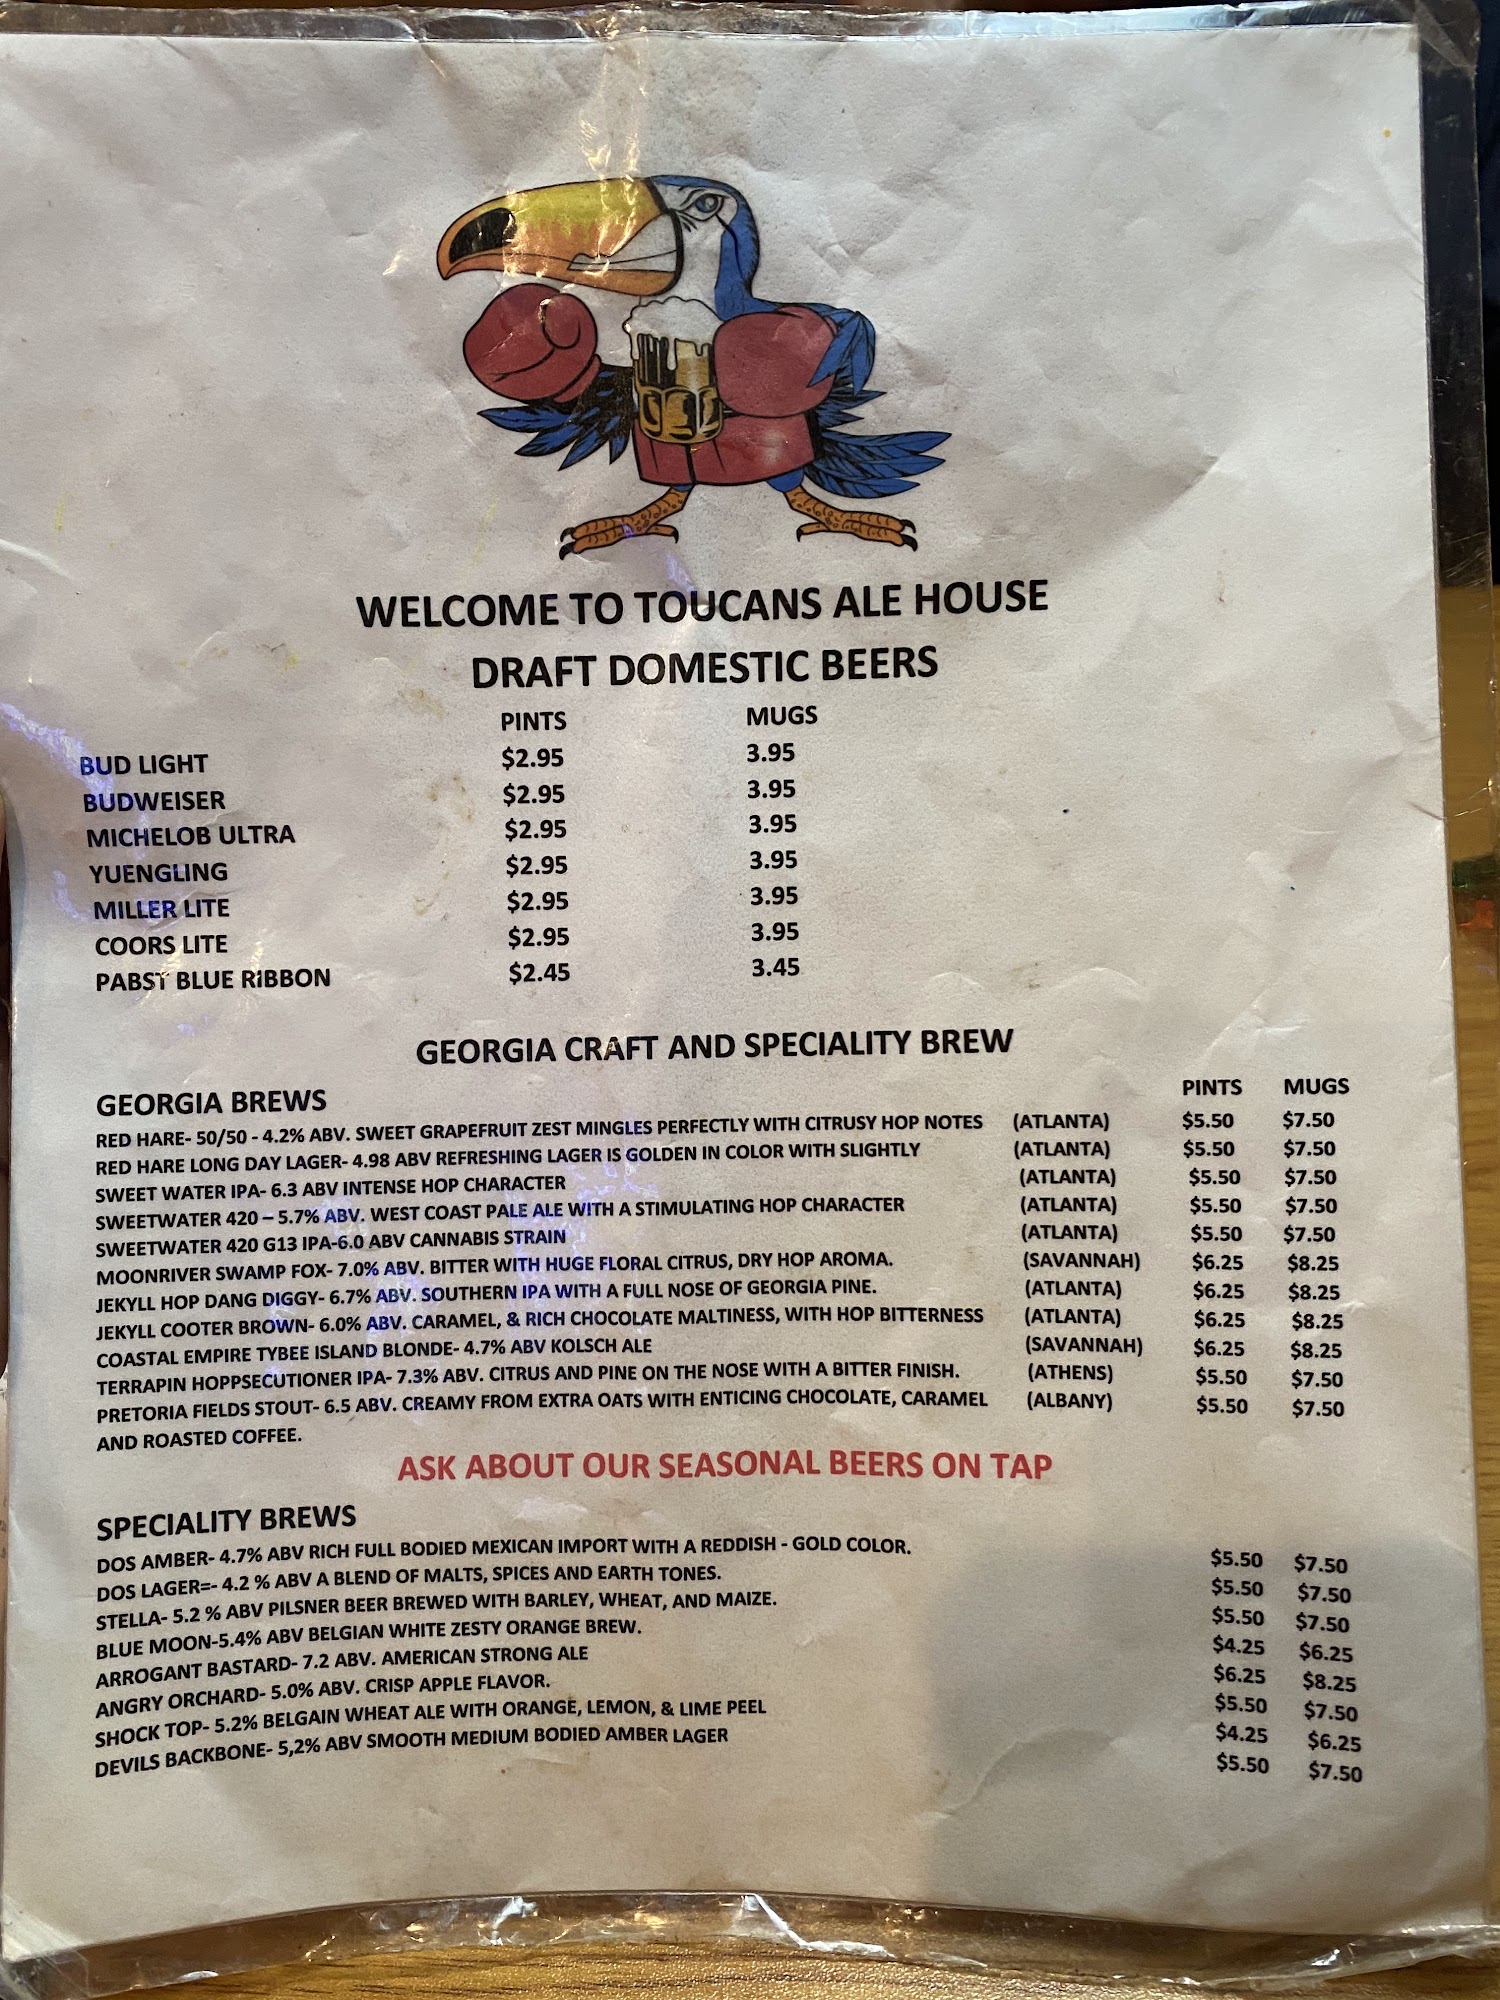 WELCOME TO TOUCANS ALE HOUSE
DRAFT DOMESTIC BEERS
PINTS MUGS
BUD LIGHT $2.95 3.95
BUDWEISER $2.95 3.95
MICHELOB ULTRA $2.95 3.95
YUENGLING $2.95 3.95
MILLER LITE $2.95 3.95
COORS LITE $2.95 3.95
PABST BLUE RIBBON $2.45 3.45
GEORGIA CRAFT AND SPECIALITY BREW
GEORGIA BREWS PINTS MUGS
RED HARE- 50/50 - 4.2% ABV. SWEET GRAPEFRUIT ZEST MINGLES PERFECTLY WITH CITRUSY HOP NOTES (ATLANTA) $5.50 $7.50
RED HARE LONG DAY LAGER- 4.98 ABV REFRESHING LAGER IS GOLDEN IN COLOR WITH SLIGHTLY (ATLANTA) $5.50 $7.50
SWEET WATER IPA- 6.3 ABV INTENSE HOP CHARACTER (ATLANTA) $5.50 $7.50
SWEETWATER 420 – 5.7% ABV. WEST COAST PALE ALE WITH A STIMULATING HOP CHARACTER (ATLANTA) $5.50 $7.50
SWEETWATER 420 G13 IPA-6.0 ABV CANNABIS STRAIN (ATLANTA) $5.50 $7.50
MOONRIVER SWAMP FOX- 7.0% ABV. BITTER WITH HUGE FLORAL CITRUS, DRY HOP AROMA. (SAVANNAH) $6.25 $8.25
JEKYLL HOP DANG DIGGY- 6.7% ABV. SOUTHERN IPA WITH A FULL NOSE OF GEORGIA PINE. (ATLANTA) $6.25 $8.25
JEKYLL COOTER BROWN- 6.0% ABV. CARAMEL, & RICH CHOCOLATE MALTINESS, WITH HOP BITTERNESS (ATLANTA) $6.25 $8.25
COASTAL EMPIRE TYBEE ISLAND BLONDE- 4.7% ABV KOLSCH ALE (SAVANNAH) $6.25 $8.25
TERRAPIN HOPPSECUTIONER IPA- 7.3% ABV. CITRUS AND PINE ON THE NOSE WITH A BITTER FINISH. (ATHENS) $5.50 $7.50
PRETORIA FIELDS STOUT- 6.5 ABV. CREAMY FROM EXTRA OATS WITH ENTICING CHOCOLATE, CARAMEL (ALBANY) $5.50 $7.50
AND ROASTED COFFEE.
ASK ABOUT OUR SEASONAL BEERS ON TAP
SPECIALITY BREWS
DOS AMBER- 4.7% ABV RICH FULL BODIED MEXICAN IMPORT WITH A REDDISH - GOLD COLOR. $5.50 $7.50
DOS LAGER=- 4.2 % ABV A BLEND OF MALTS, SPICES AND EARTH TONES. $5.50 $7.50
STELLA- 5.2 % ABV PILSNER BEER BREWED WITH BARLEY, WHEAT, AND MAIZE. $5.50 $7.50
BLUE MOON-5.4% ABV BELGIAN WHITE ZESTY ORANGE BREW. $4.25 $6.25
ARROGANT BASTARD- 7.2 ABV. AMERICAN STRONG ALE $6.25 $8.25
ANGRY ORCHARD- 5.0% ABV. CRISP APPLE FLAVOR. $5.50 $7.50
SHOCK TOP- 5.2% BELGAIN WHEAT ALE WITH ORANGE, LEMON, & LIME PEEL $4.25 $6.25
DEVILS BACKBONE- 5,2% ABV SMOOTH MEDIUM BODIED AMBER LAGER $5.50 $7.50